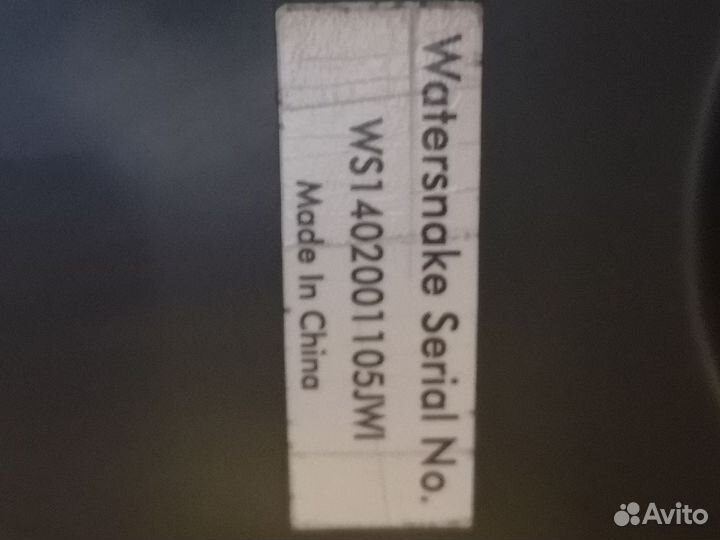 Watersnake Serial No.
WS1402001105JWI
Made In China
Avito